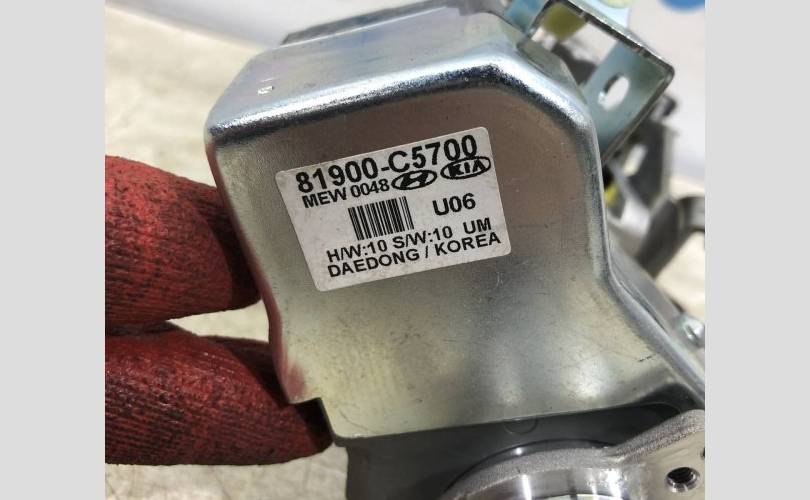 81900-C5700
MEW 0048 KIA
U06
H/W:10 S/W:10 UM
DAEDONG / KOREA